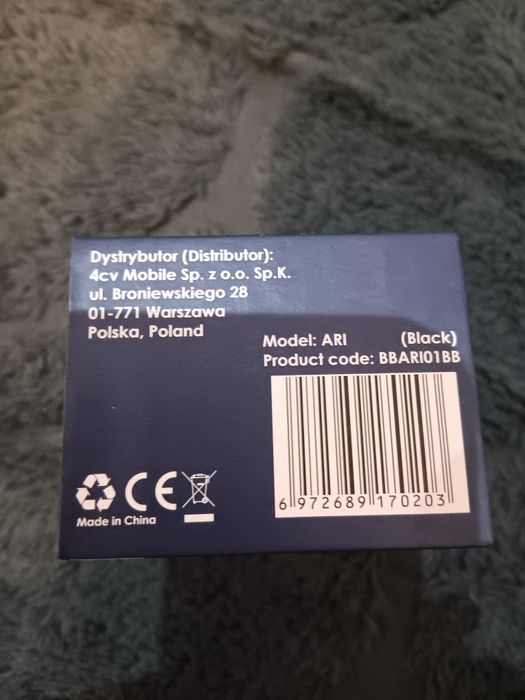 Dystrybutor (Distributor):
4cv Mobile Sp. z o.o. Sp.K.
ul. Broniewskiego 28
01-771 Warszawa
Polska, Poland
Model: ARI (Black)
Product code: BBARI01BB
6 972689 170203
CE
Made in China